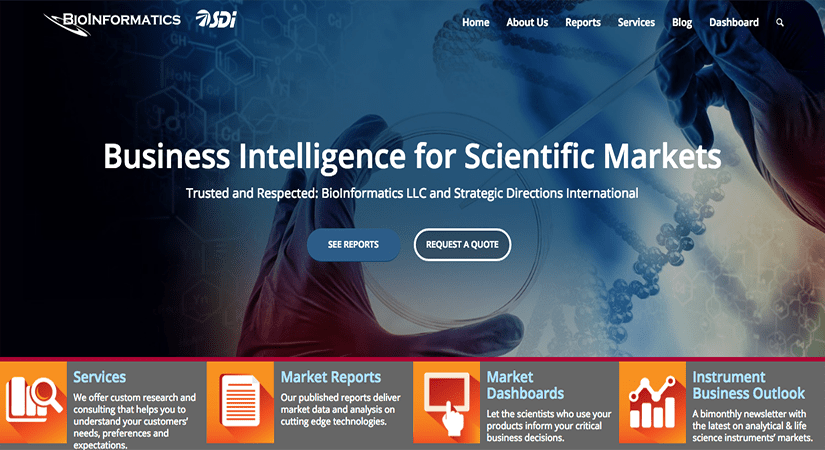 BIOINFORMATICS SDi
Home About Us Reports Services Blog Dashboard
Business Intelligence for Scientific Markets
Trusted and Respected: BioInformatics LLC and Strategic Directions International
SEE REPORTS
REQUEST A QUOTE
Services
We offer custom research and
consulting that helps you to
understand your customers'
needs, preferences and
expectations.
Market Reports
Our published reports deliver
market data and analysis on
cutting edge technologies.
Market
Dashboards
Let the scientists who use your
products inform your critical
business decisions.
Instrument
Business Outlook
A bimonthly newsletter with
the latest on analytical & life
science instruments' markets.